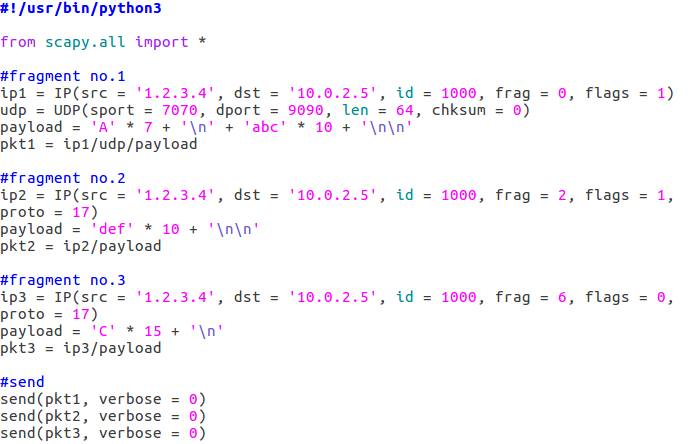 #!/usr/bin/python3
from scapy.all import *
#fragment no.1
ip1 = IP(src = '1.2.3.4', dst = '10.0.2.5', id = 1000, frag = 0, flags = 1)
udp = UDP(sport = 7070, dport = 9090, len = 64, chksum = 0)
payload = 'A' * 7 + '\n' + 'abc' * 10 + '\n\n'
pkt1 = ip1/udp/payload
#fragment no.2
ip2 = IP(src = '1.2.3.4', dst = '10.0.2.5', id = 1000, frag = 2, flags = 1,
proto = 17)
payload = 'def' * 10 + '\n\n'
pkt2 = ip2/payload
#fragment no.3
ip3 = IP(src = '1.2.3.4', dst = '10.0.2.5', id = 1000, frag = 6, flags = 0,
proto = 17)
payload = 'C' * 15 + '\n'
pkt3 = ip3/payload
#send
send(pkt1, verbose = 0)
send(pkt2, verbose = 0)
send(pkt3, verbose = 0)